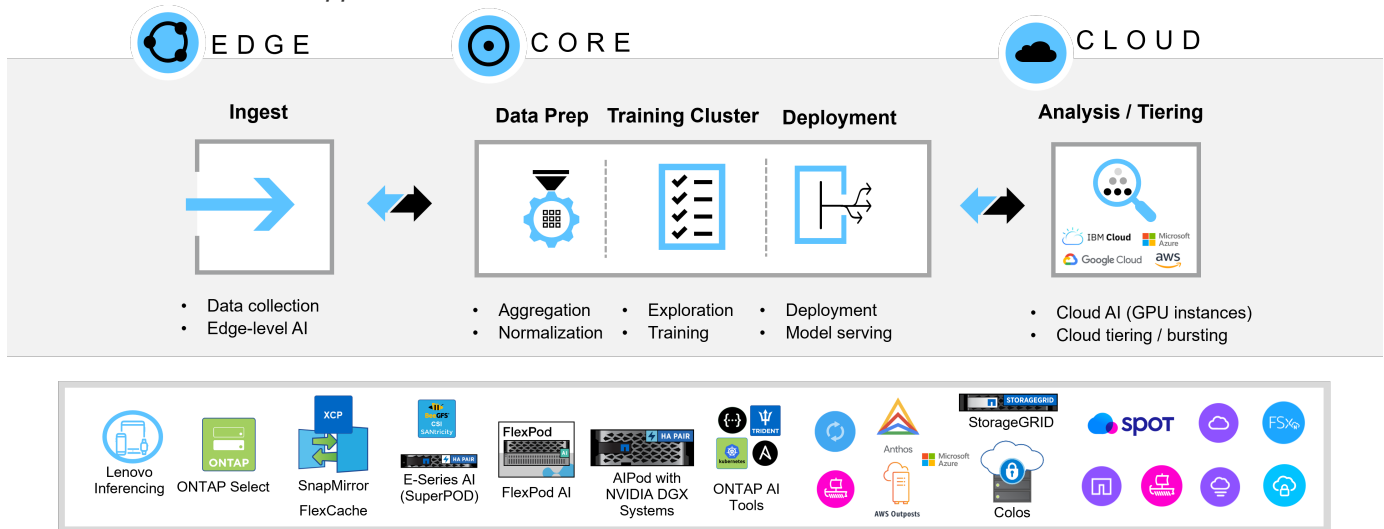 EDGE
CORE
CLOUD
Ingest
Data Prep
Training Cluster
Deployment
Analysis / Tiering
IBM Cloud
Microsoft
Azure
Google Cloud
aws
• Data collection
• Edge-level AI
• Aggregation
• Normalization
• Exploration
• Training
• Deployment
• Model serving
• Cloud AI (GPU instances)
• Cloud tiering / bursting
Lenovo
Inferencing
ONTAP
ONTAP Select
XCP
SnapMirror
FlexCache
BeeGFS
CSI
SANtricity
HA PAIR
E-Series AI
(SuperPOD)
FlexPod
AI
FlexPod AI
HA PAIR
AIPod with
NVIDIA DGX
Systems
{··}
TRIDENT
kubernetes
A
ONTAP AI
Tools
Anthos
Microsoft
Azure
AWS Outposts
STORAGEGRID
StorageGRID
Colos
spot
FSx